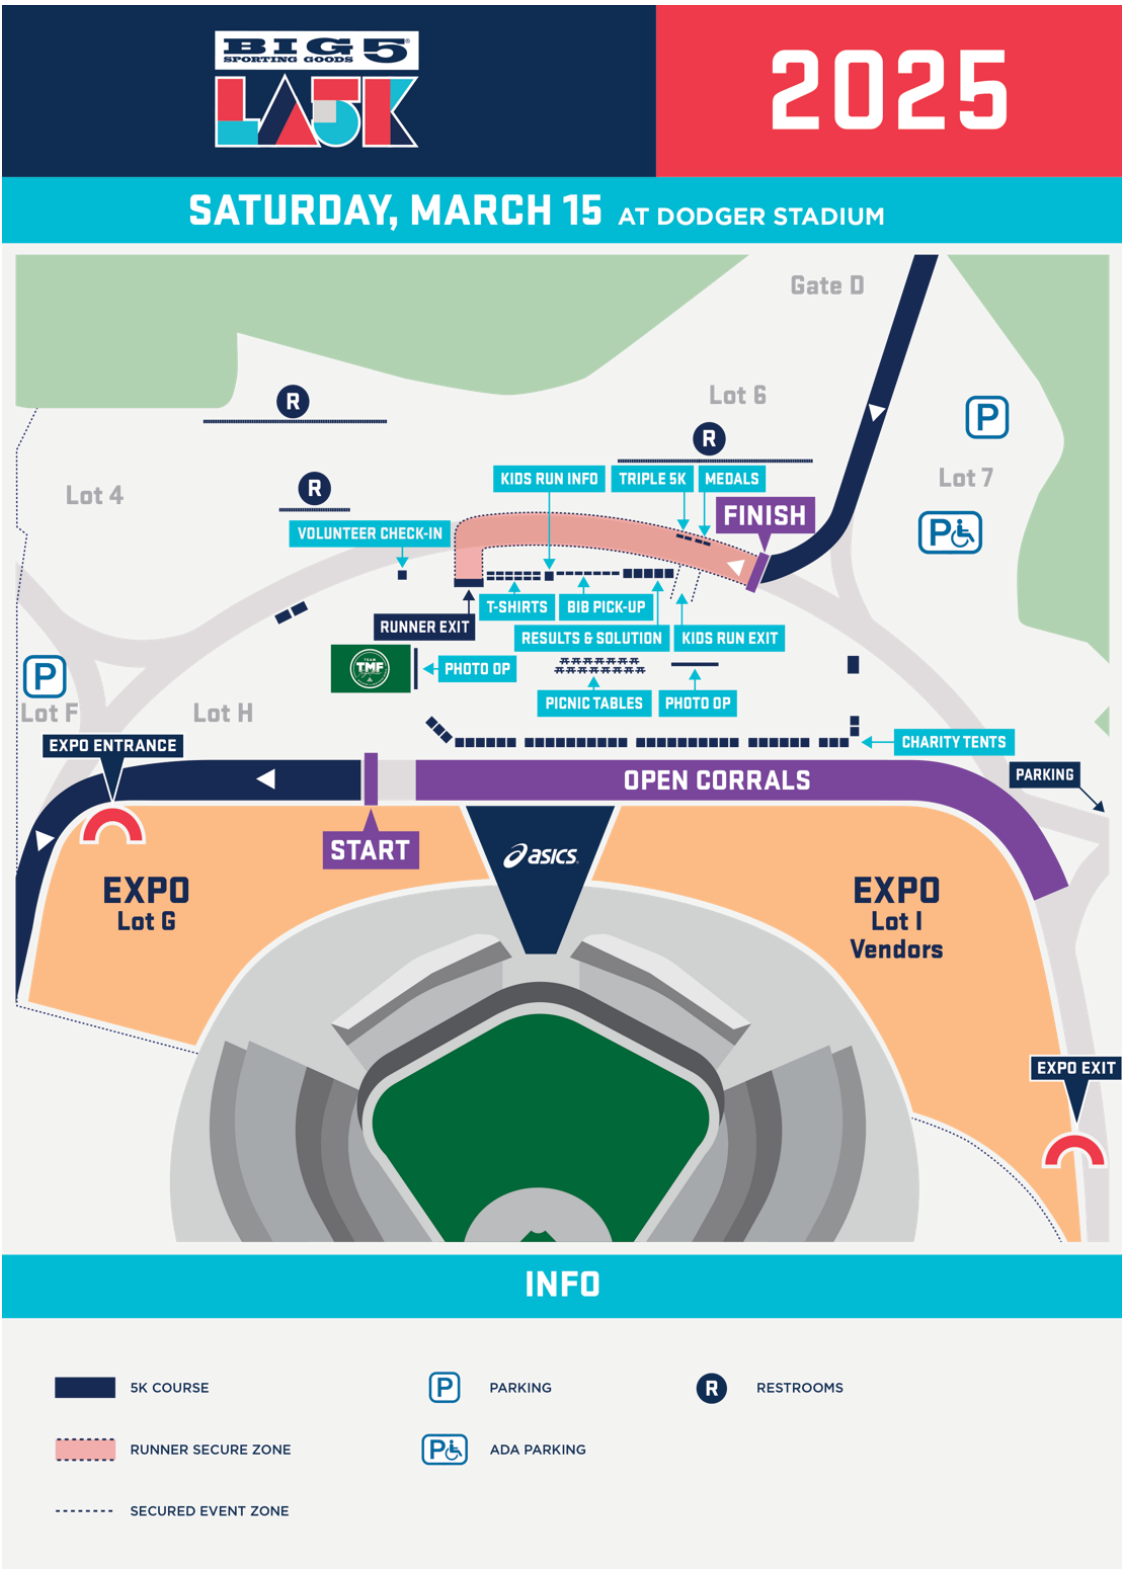 BIG 5
SPORTING GOODS
LA5K
2025
SATURDAY, MARCH 15 AT DODGER STADIUM
Gate D
Lot 6
R
P
R
Lot 7
Lot 4
R
KIDS RUN INFO
TRIPLE 5K
MEDALS
FINISH
VOLUNTEER CHECK-IN
P
T-SHIRTS
BIB PICK-UP
RUNNER EXIT
RESULTS & SOLUTION
KIDS RUN EXIT
TEAM
TMF
PHOTO OP
P
PICNIC TABLES
PHOTO OP
Lot F
Lot H
EXPO ENTRANCE
CHARITY TENTS
OPEN CORRALS
PARKING
START
asics
EXPO
Lot G
EXPO
Lot I
Vendors
EXPO EXIT
INFO
5K COURSE
P
PARKING
R
RESTROOMS
RUNNER SECURE ZONE
P
ADA PARKING
SECURED EVENT ZONE